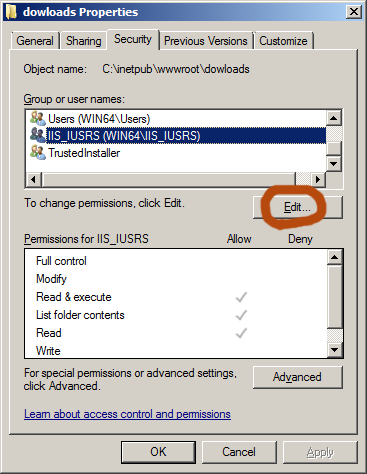 dowloads Properties
General Sharing Security Previous Versions Customize
Object name: C:\inetpub\wwwroot\dowloads
Group or user names:
Users (WIN64\Users)
IIS_IUSRS (WIN64\IIS_IUSRS)
TrustedInstaller
To change permissions, click Edit.
Edit...
Permissions for IIS_IUSRS Allow Deny
Full control
Modify
Read & execute
List folder contents
Read
Write
For special permissions or advanced settings,
click Advanced.
Advanced
Learn about access control and permissions
OK Cancel Apply